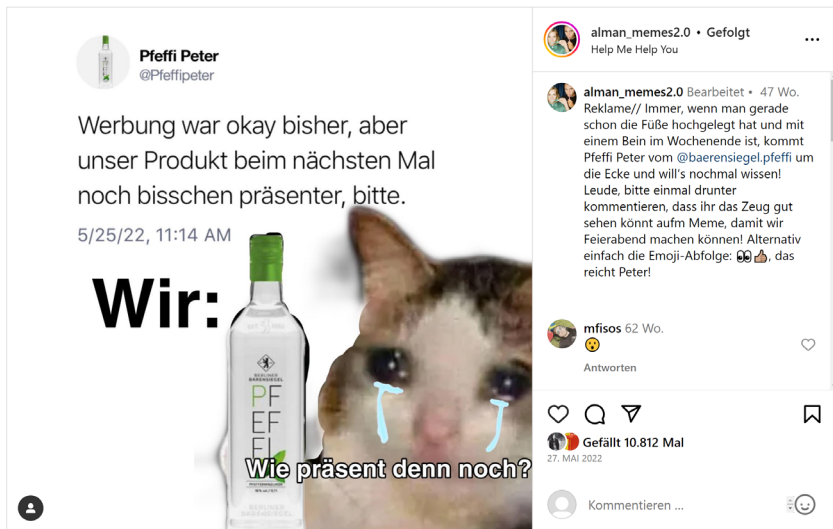 Pfeffi Peter
@Pfeffipeter
Werbung war okay bisher, aber
unser Produkt beim nächsten Mal
noch bisschen präsenter, bitte.
5/25/22, 11:14 AM
Wir:
BERLINER
BÄRENSIEGEL
PF
EF
FI
Wie präsent denn noch?
alman_memes2.0 • Gefolgt
Help Me Help You
alman_memes2.0 Bearbeitet • 47 Wo.
Reklame// Immer, wenn man gerade
schon die Füße hochgelegt hat und mit
einem Bein im Wochenende ist, kommt
Pfeffi Peter vom @baerensiegel.pfeffi um
die Ecke und will's nochmal wissen!
Leude, bitte einmal drunter
kommentieren, dass ihr das Zeug gut
sehen könnt aufm Meme, damit wir
Feierabend machen können! Alternativ
einfach die Emoji-Abfolge: 👀👍🏽, das
reicht Peter!
mfisos 62 Wo.
😯
Antworten
Gefällt 10.812 Mal
27. MAI 2022
Kommentieren ...